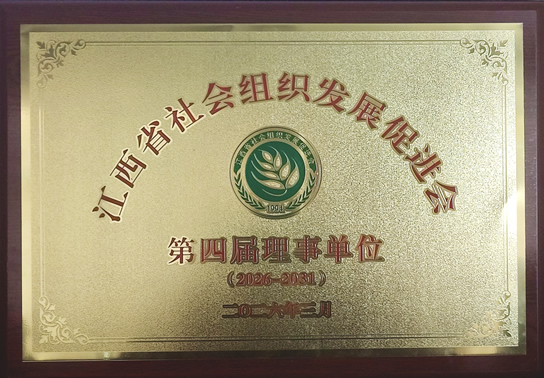 江西省社会组织发展促进会
1994
第四届理事单位
(2026-2031)
二〇二六年三月